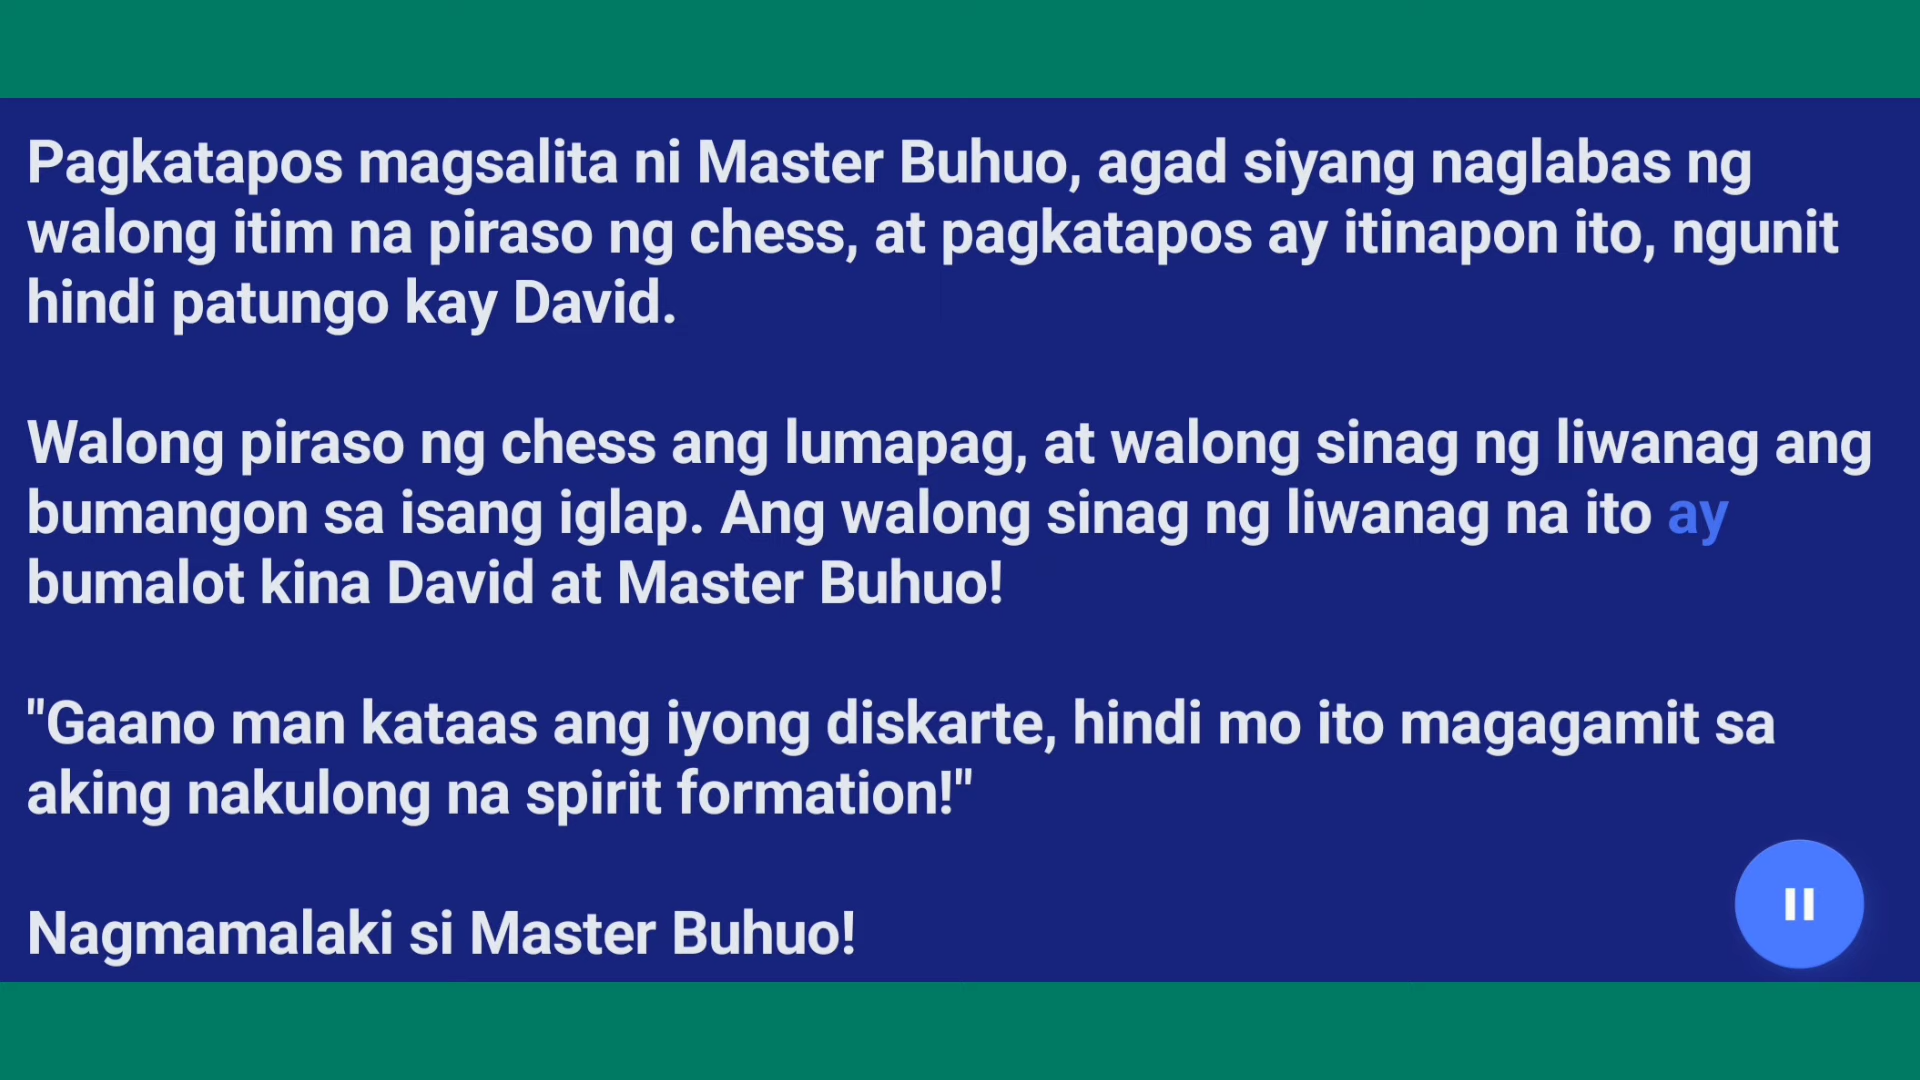 Pagkatapos magsalita ni Master Buhuo, agad siyang naglabas ng
walong itim na piraso ng chess, at pagkatapos ay itinapon ito, ngunit
hindi patungo kay David.
Walong piraso ng chess ang lumapag, at walong sinag ng liwanag ang
bumangon sa isang iglap. Ang walong sinag ng liwanag na ito ay
bumalot kina David at Master Buhuo!
"Gaano man kataas ang iyong diskarte, hindi mo ito magagamit sa
aking nakulong na spirit formation!"
Nagmamalaki si Master Buhuo!